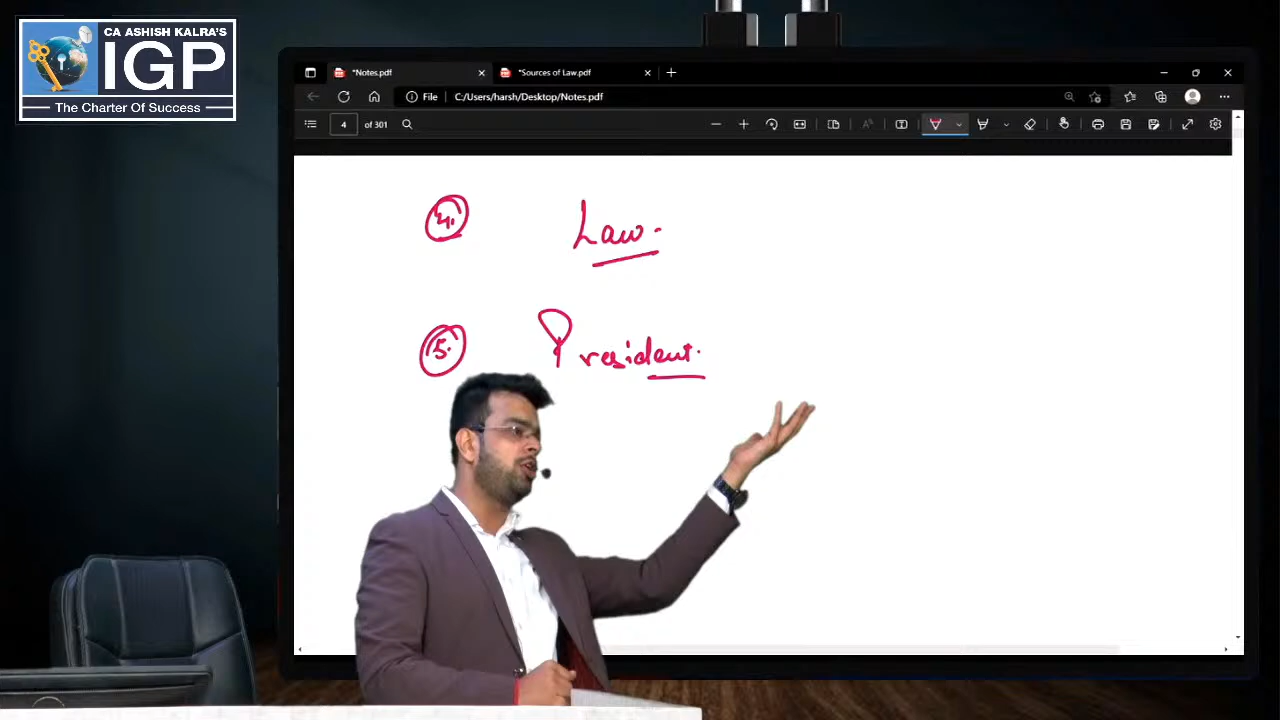 CA ASHISH KALRA'S
IGP
The Charter Of Success
*Notes.pdf
*Sources of Law.pdf
File C:/Users/harsh/Desktop/Notes.pdf
4 of 301
4. Law.
5. President.